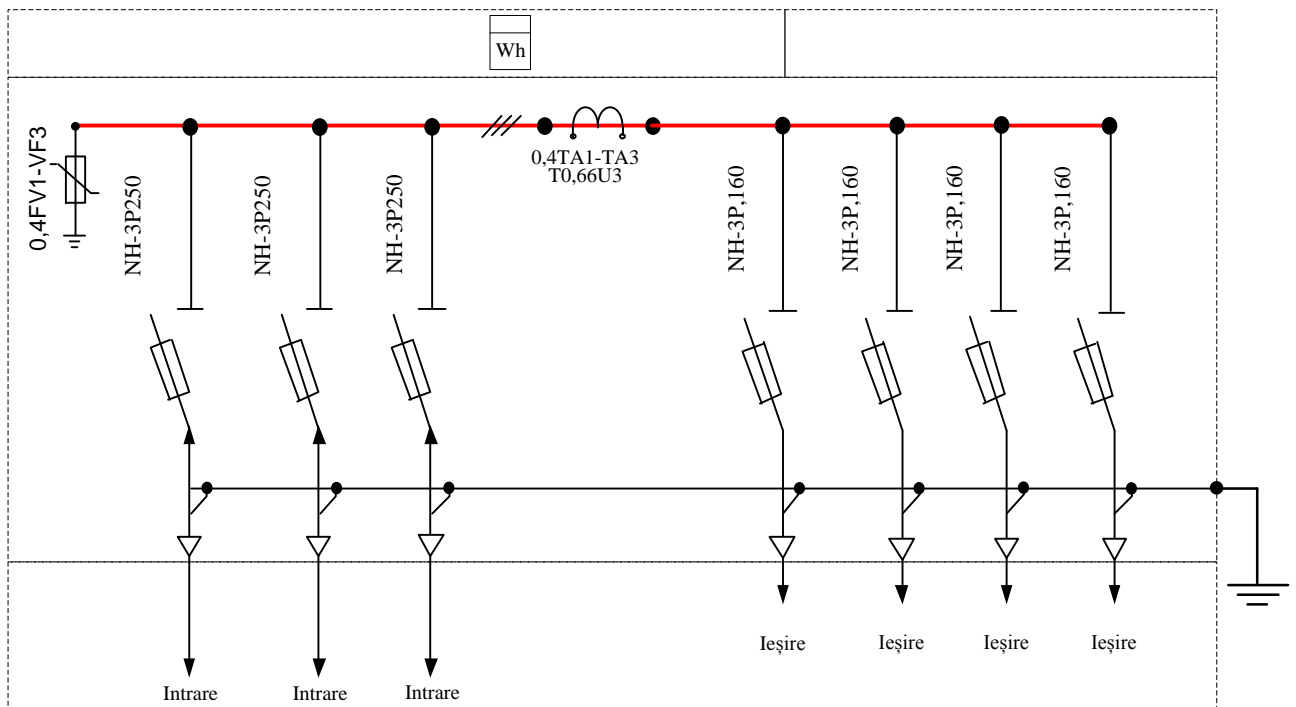 Wh
0,4FV1-VF3
NH-3P250
NH-3P250
NH-3P250
0,4TA1-TA3
T0,66U3
NH-3P,160
NH-3P,160
NH-3P,160
NH-3P,160
Intrare
Intrare
Intrare
Ieșire
Ieșire
Ieșire
Ieșire